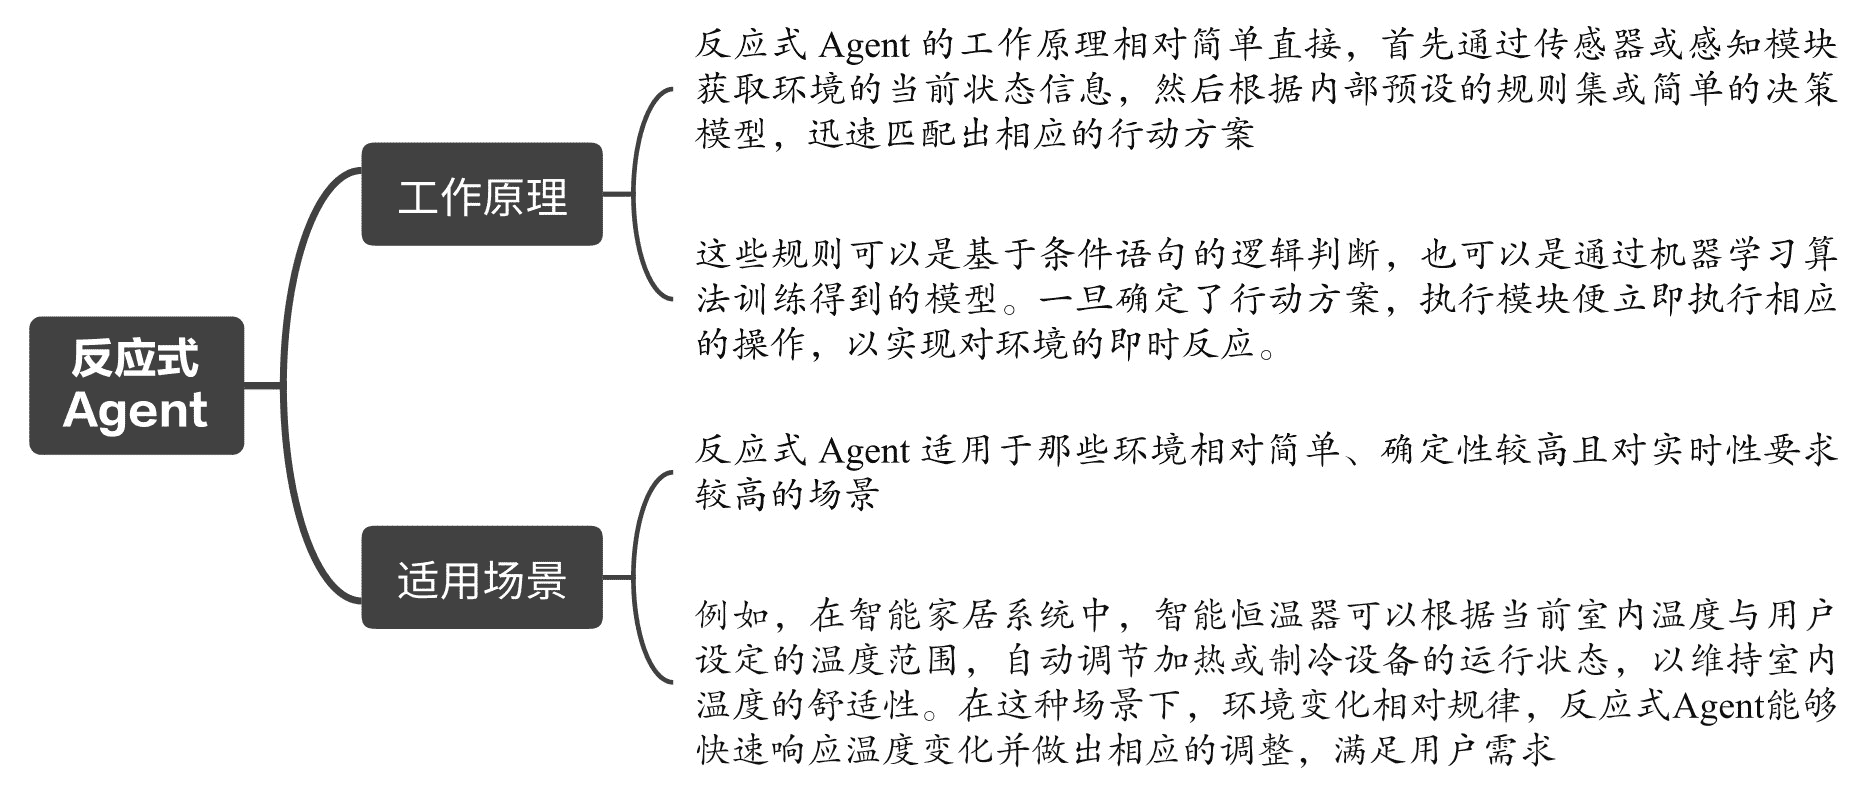 反应式
Agent
工作原理
反应式 Agent 的工作原理相对简单直接，首先通过传感器或感知模块
获取环境的当前状态信息，然后根据内部预设的规则集或简单的决策
模型，迅速匹配出相应的行动方案
这些规则可以是基于条件语句的逻辑判断，也可以是通过机器学习算
法训练得到的模型。一旦确定了行动方案，执行模块便立即执行相应
的操作，以实现对环境的即时反应。
适用场景
反应式 Agent 适用于那些环境相对简单、确定性较高且对实时性要求
较高的场景
例如，在智能家居系统中，智能恒温器可以根据当前室内温度与用户
设定的温度范围，自动调节加热或制冷设备的运行状态，以维持室内
温度的舒适性。在这种场景下，环境变化相对规律，反应式Agent能够
快速响应温度变化并做出相应的调整，满足用户需求